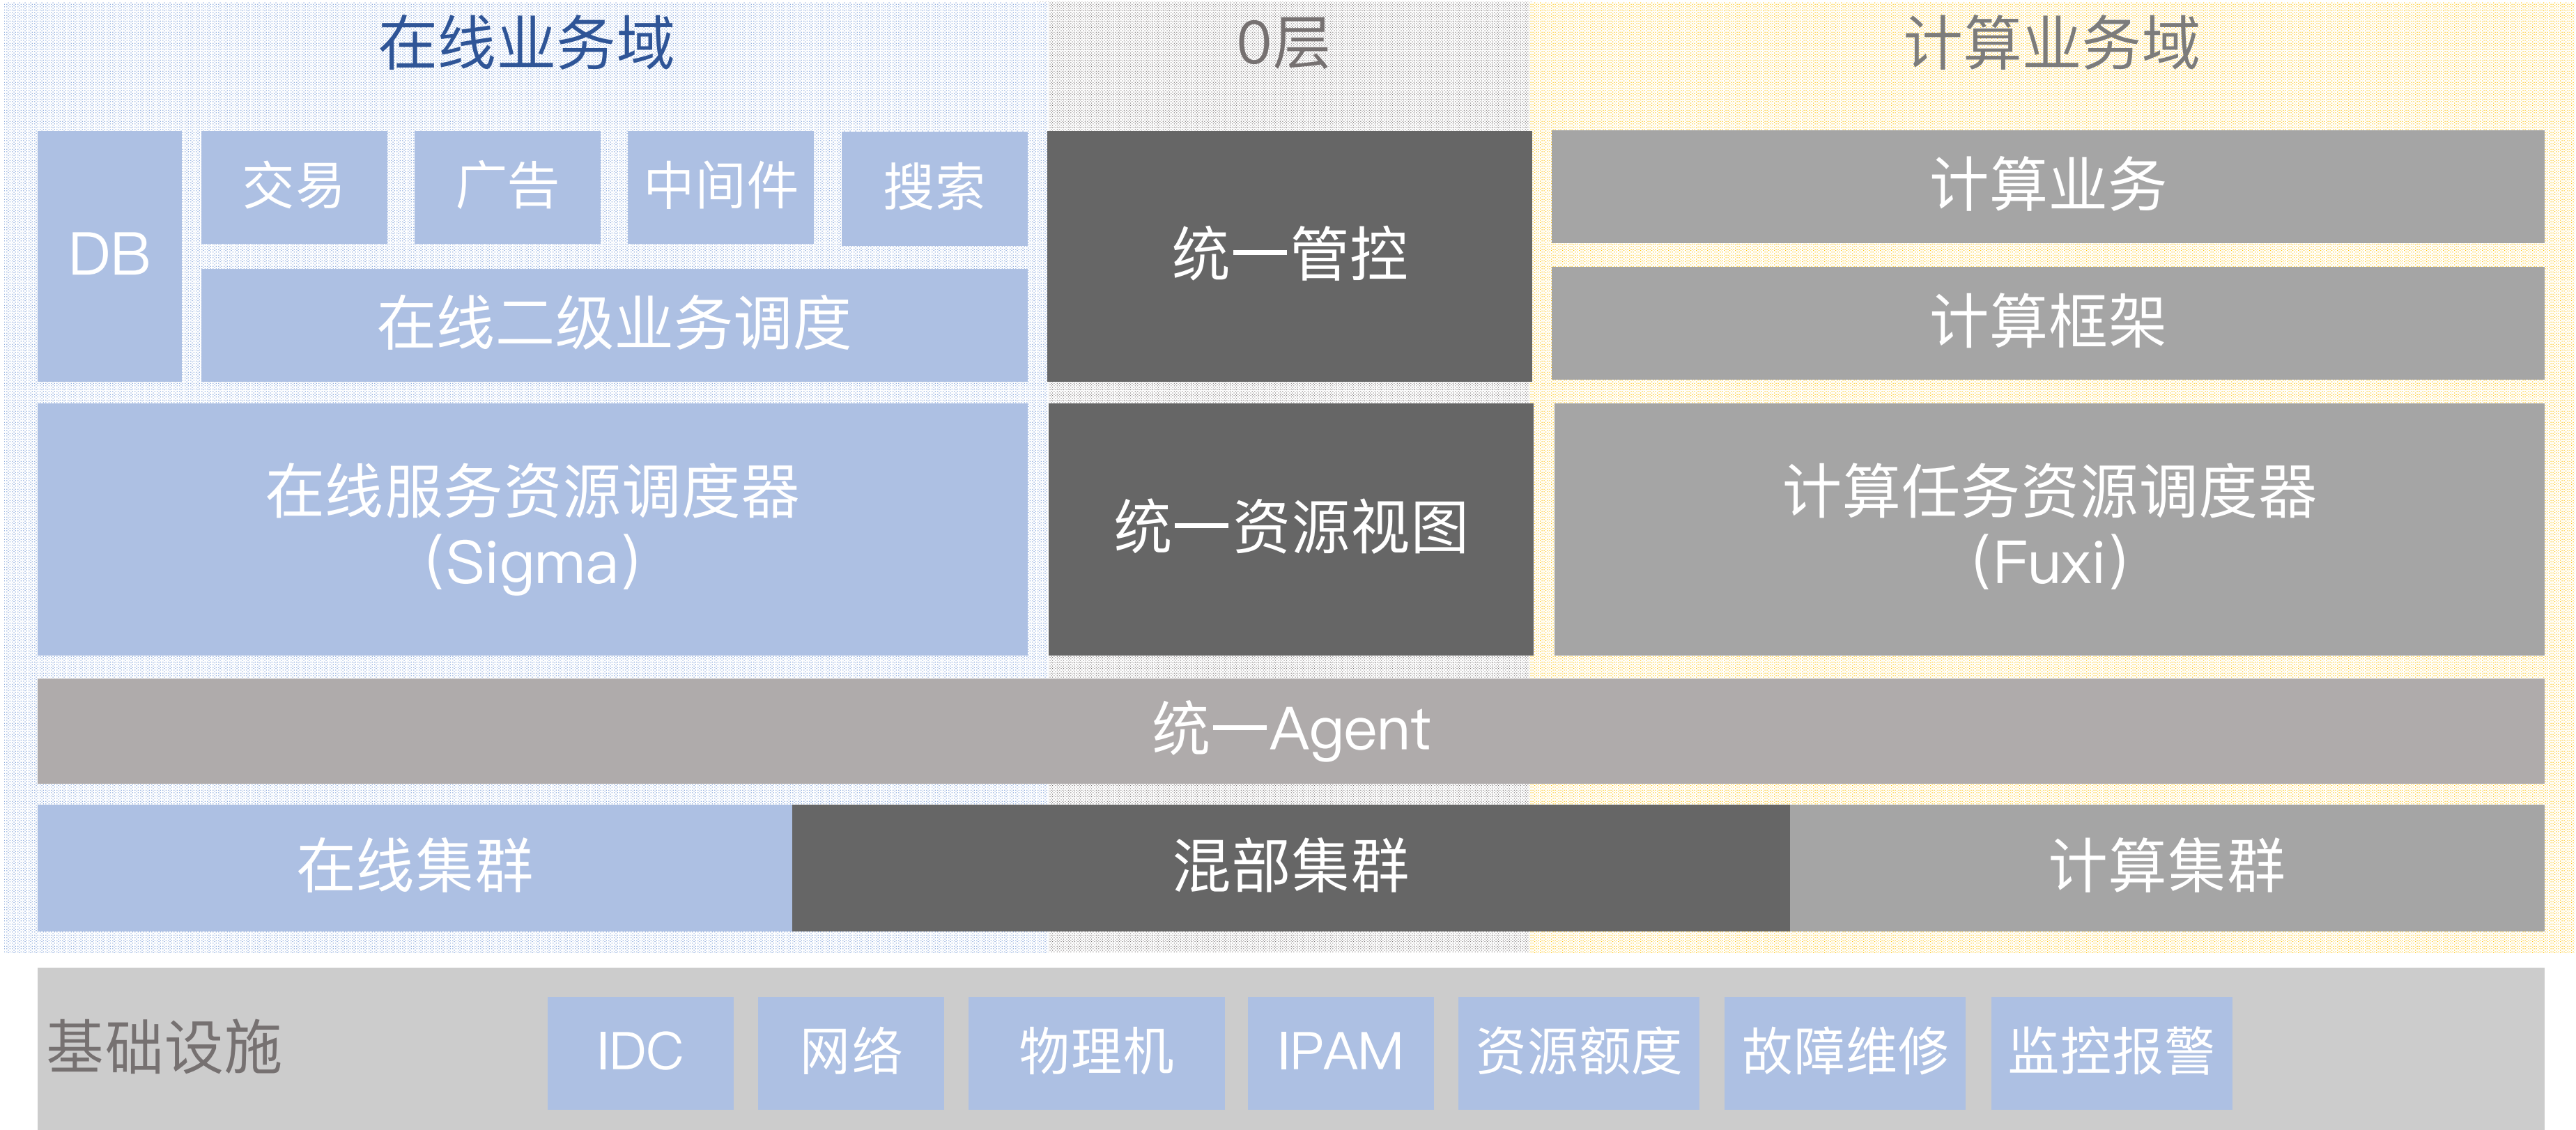 在线业务域
0层
计算业务域
DB
交易
广告
中间件
搜索
在线二级业务调度
统一管控
计算业务
计算框架
在线服务资源调度器
(Sigma)
统一资源视图
计算任务资源调度器
(Fuxi)
统一Agent
在线集群
混部集群
计算集群
基础设施
IDC
网络
物理机
IPAM
资源额度
故障维修
监控报警